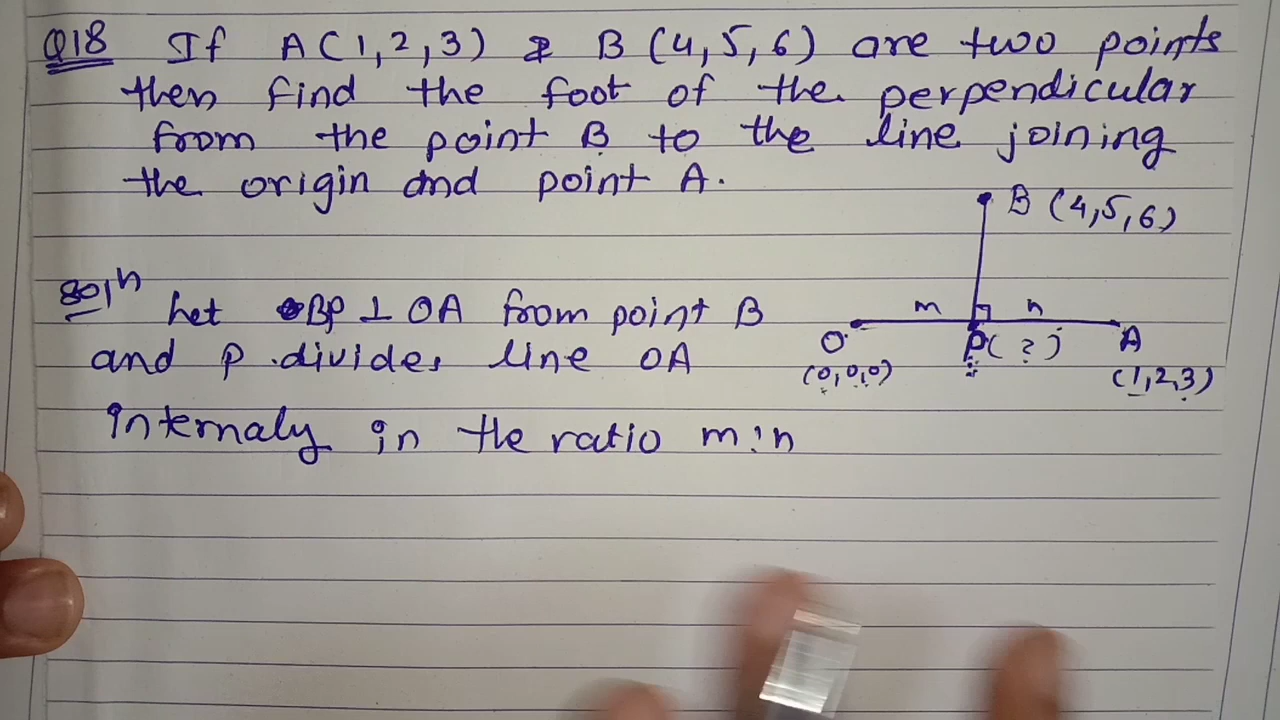 Q18 If A(1,2,3) & B(4,5,6) are two points
then find the foot of the perpendicular
from the point B to the line joining
the origin and point A.
B (4,5,6)
Soln Let BP ⊥ OA from point B
and P divides line OA
internaly in the ratio m:n
m n
O P(?) A
(0,0,0) (1,2,3)